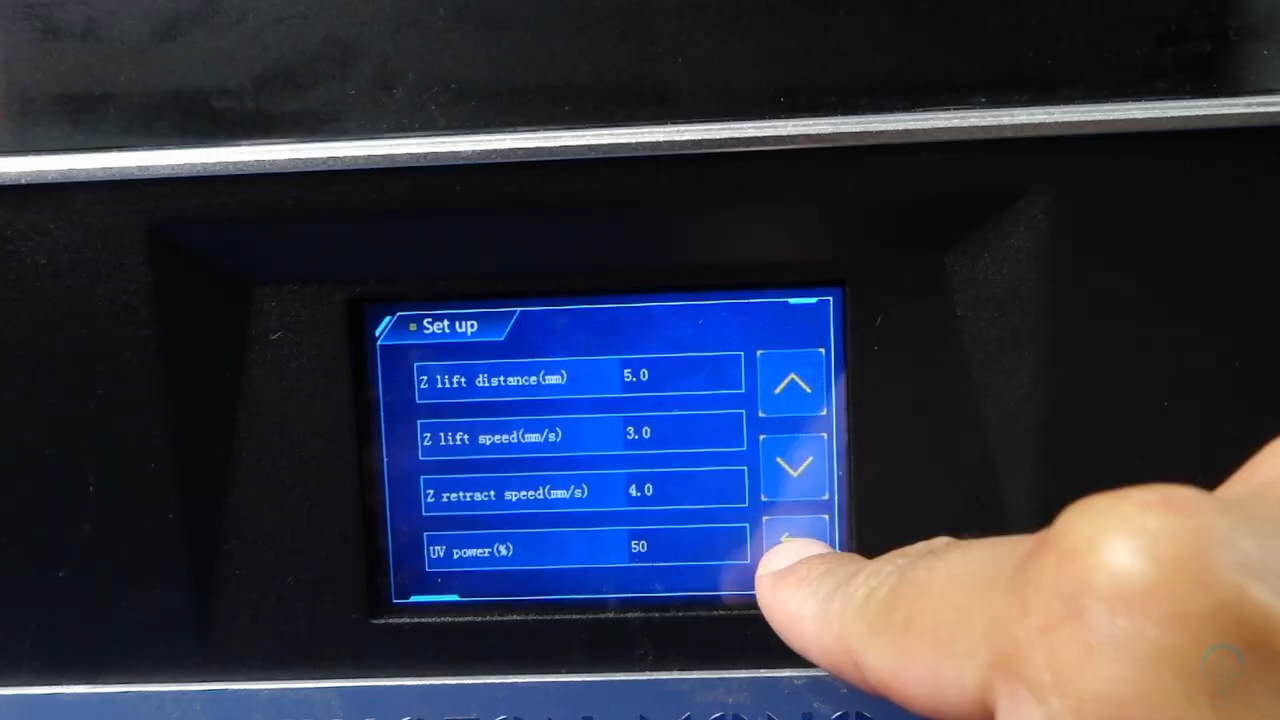 Set up
Z lift distance(mm) 5.0
Z lift speed(mm/s) 3.0
Z retract speed(mm/s) 4.0
UV power(%) 50